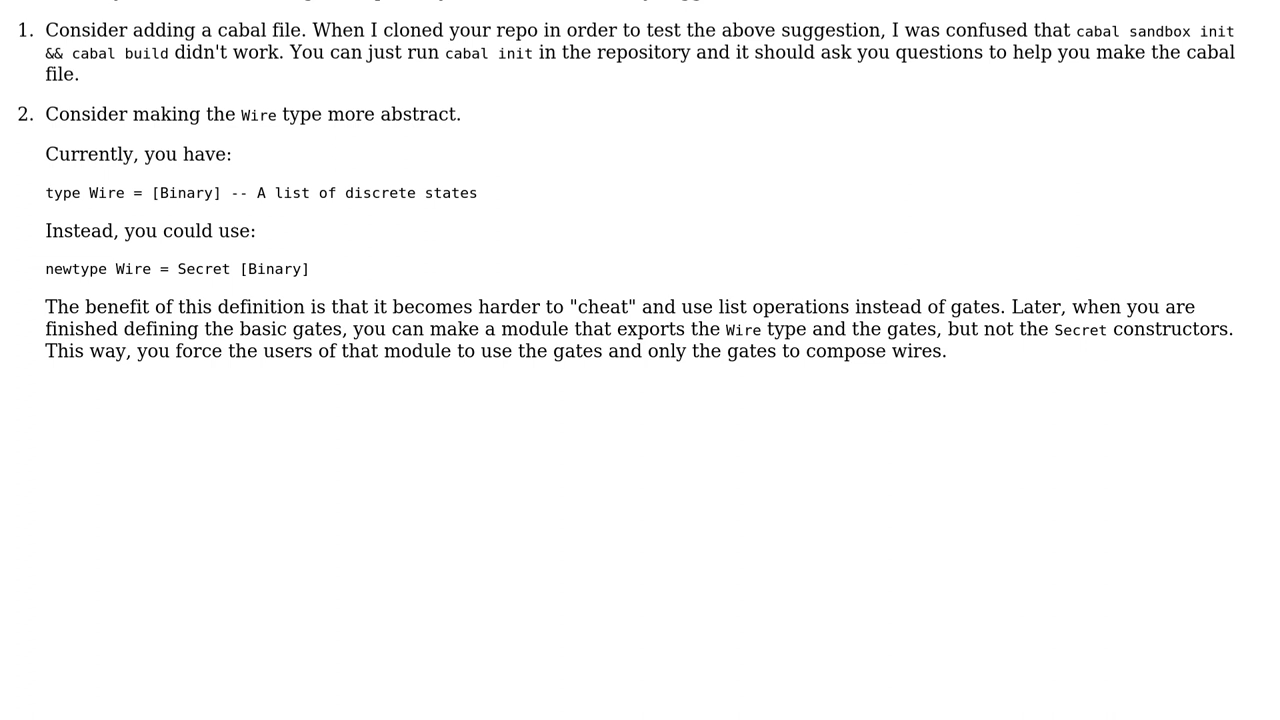 1. Consider adding a cabal file. When I cloned your repo in order to test the above suggestion, I was confused that cabal sandbox init
&& cabal build didn't work. You can just run cabal init in the repository and it should ask you questions to help you make the cabal
file.
2. Consider making the Wire type more abstract.
Currently, you have:
type Wire = [Binary] -- A list of discrete states
Instead, you could use:
newtype Wire = Secret [Binary]
The benefit of this definition is that it becomes harder to "cheat" and use list operations instead of gates. Later, when you are
finished defining the basic gates, you can make a module that exports the Wire type and the gates, but not the Secret constructors.
This way, you force the users of that module to use the gates and only the gates to compose wires.